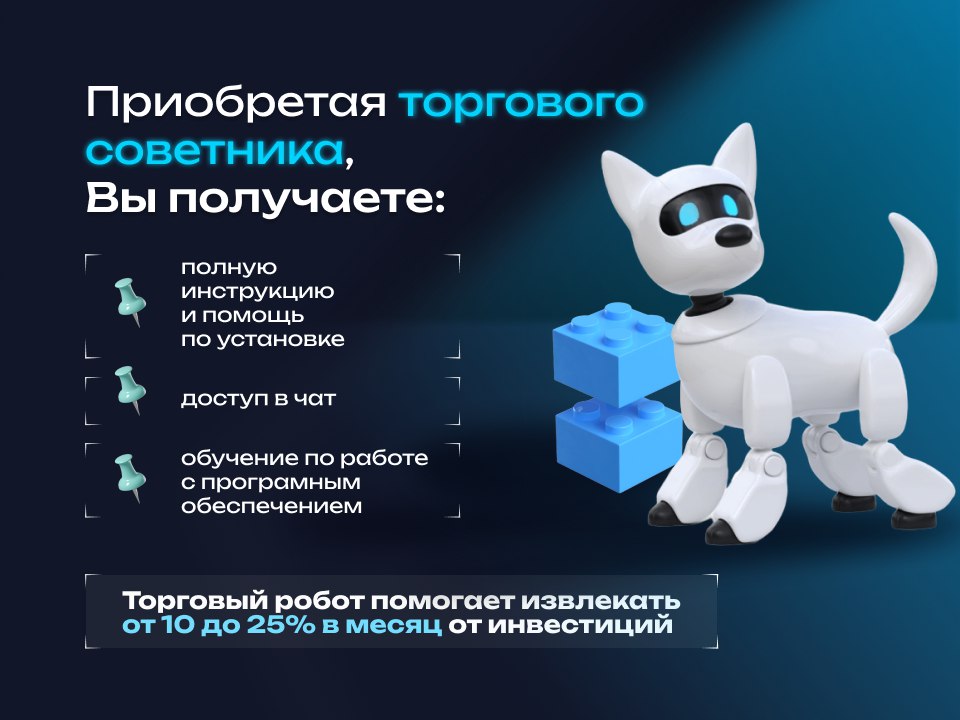 Приобретая торгового
советника,
Вы получаете:
полную
инструкцию
и помощь
по установке
доступ в чат
обучение по работе
с програмным
обеспечением
Торговый робот помогает извлекать
от 10 до 25% в месяц от инвестиций